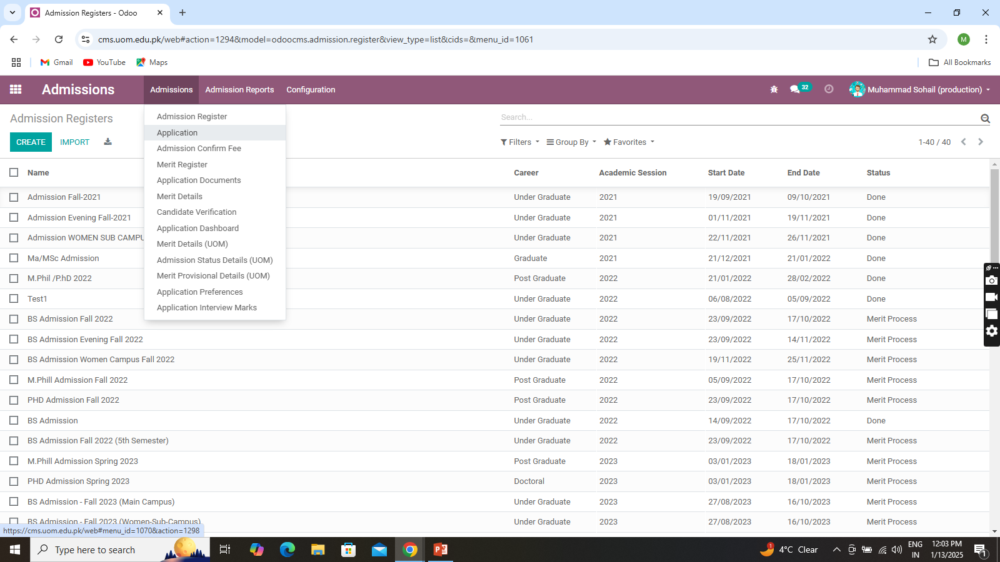 Admission Registers - Odoo
cms.uom.edu.pk/web#action=1294&model=odoocms.admission.register&view_type=list&cids=&menu_id=1061
M
Gmail YouTube Maps All Bookmarks
Admissions Admissions Admission Reports Configuration 32 Muhammad Sohail (production)
Admission Registers
Search...
CREATE IMPORT
Filters Group By Favorites 1-40 / 40
Admission Register
Application
Admission Confirm Fee
Merit Register
Application Documents
Merit Details
Candidate Verification
Application Dashboard
Merit Details (UOM)
Admission Status Details (UOM)
Merit Provisional Details (UOM)
Application Preferences
Application Interview Marks
Name Career Academic Session Start Date End Date Status
Admission Fall-2021 Under Graduate 2021 19/09/2021 09/10/2021 Done
Admission Evening Fall-2021 Under Graduate 2021 01/11/2021 19/11/2021 Done
Admission WOMEN SUB CAMPU Under Graduate 2021 22/11/2021 26/11/2021 Done
Ma/MSc Admission Graduate 2021 21/12/2021 21/01/2022 Done
M.Phil /P.hD 2022 Post Graduate 2022 21/01/2022 28/02/2022 Done
Test1 Under Graduate 2022 06/08/2022 05/09/2022 Done
BS Admission Fall 2022 Under Graduate 2022 23/09/2022 17/10/2022 Merit Process
BS Admission Evening Fall 2022 Under Graduate 2022 23/09/2022 14/11/2022 Merit Process
BS Admission Women Campus Fall 2022 Under Graduate 2022 19/11/2022 25/11/2022 Merit Process
M.Phill Admission Fall 2022 Post Graduate 2022 05/09/2022 17/10/2022 Merit Process
PHD Admission Fall 2022 Post Graduate 2022 23/09/2022 17/10/2022 Merit Process
BS Admission Under Graduate 2022 14/09/2022 17/10/2022 Done
BS Admission Fall 2022 (5th Semester) Under Graduate 2022 23/09/2022 17/10/2022 Merit Process
M.Phill Admission Spring 2023 Post Graduate 2023 03/01/2023 18/01/2023 Merit Process
PHD Admission Spring 2023 Doctoral 2023 03/01/2023 18/01/2023 Merit Process
BS Admission - Fall 2023 (Main Campus) Under Graduate 2023 27/08/2023 16/10/2023 Merit Process
BS Admission - Fall 2023 (Women-Sub-Campus) Under Graduate 2023 27/08/2023 16/10/2023 Merit Process
https://cms.uom.edu.pk/web#menu_id=1070&action=1298
Type here to search 1 4°C Clear ENG IN 12:03 PM 1/13/2025 1